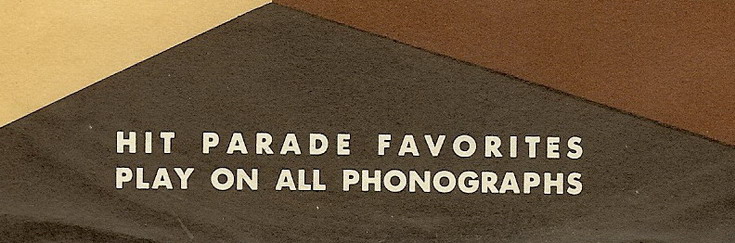 HIT PARADE FAVORITES
PLAY ON ALL PHONOGRAPHS